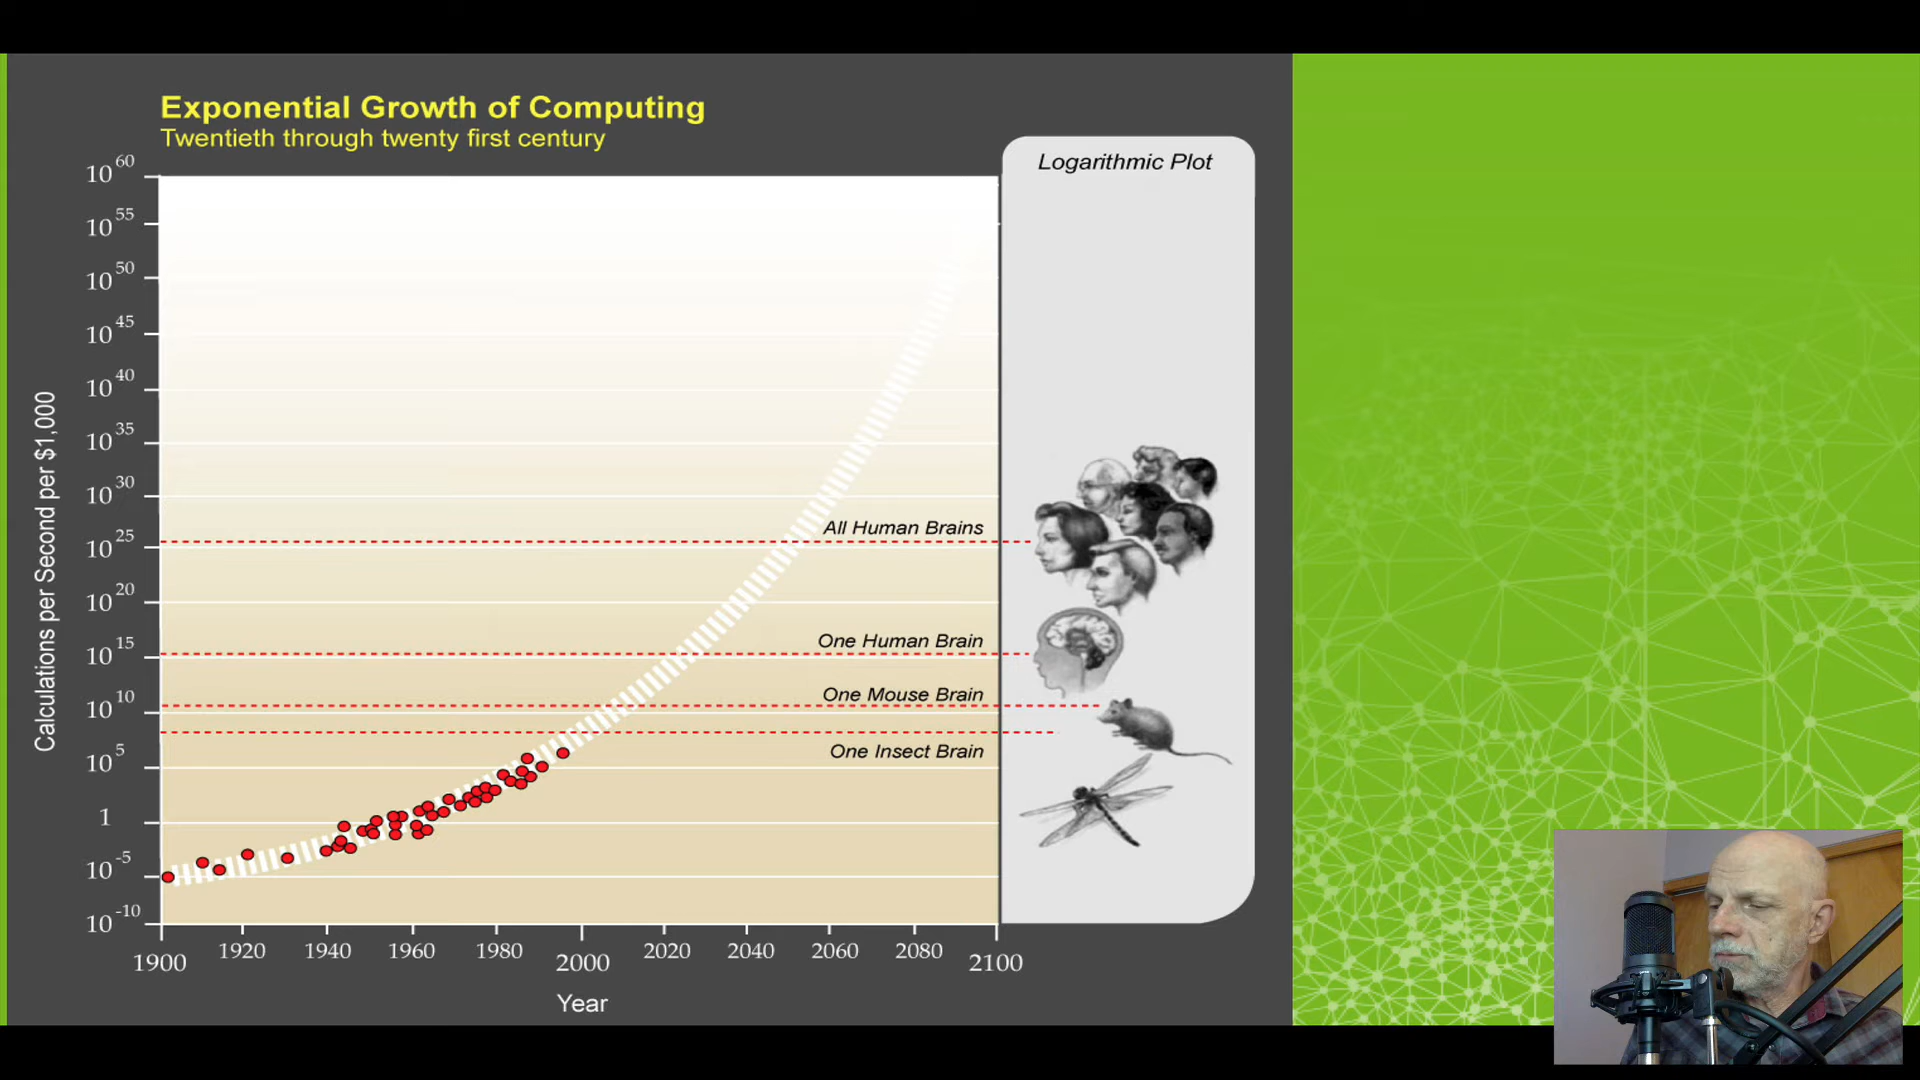 Exponential Growth of Computing
Twentieth through twenty first century
Logarithmic Plot
Calculations per Second per $1,000
10^60
10^55
10^50
10^45
10^40
10^35
10^30
10^25
10^20
10^15
10^10
10^5
1
10^-5
10^-10
All Human Brains
One Human Brain
One Mouse Brain
One Insect Brain
1900 1920 1940 1960 1980 2000 2020 2040 2060 2080 2100
Year